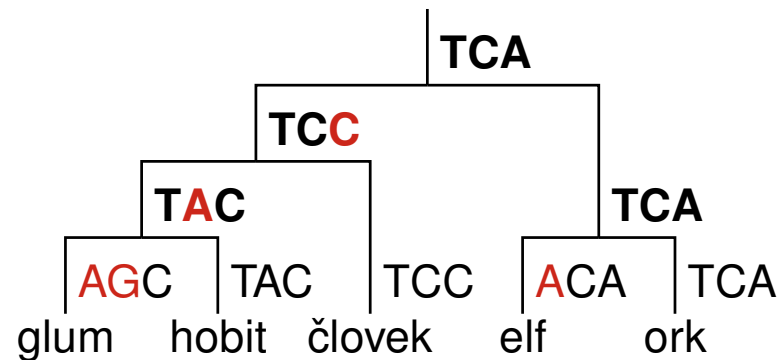 TCA
TCC
TAC TCA
AGC TAC TCC ACA TCA
glum hobit človek elf ork